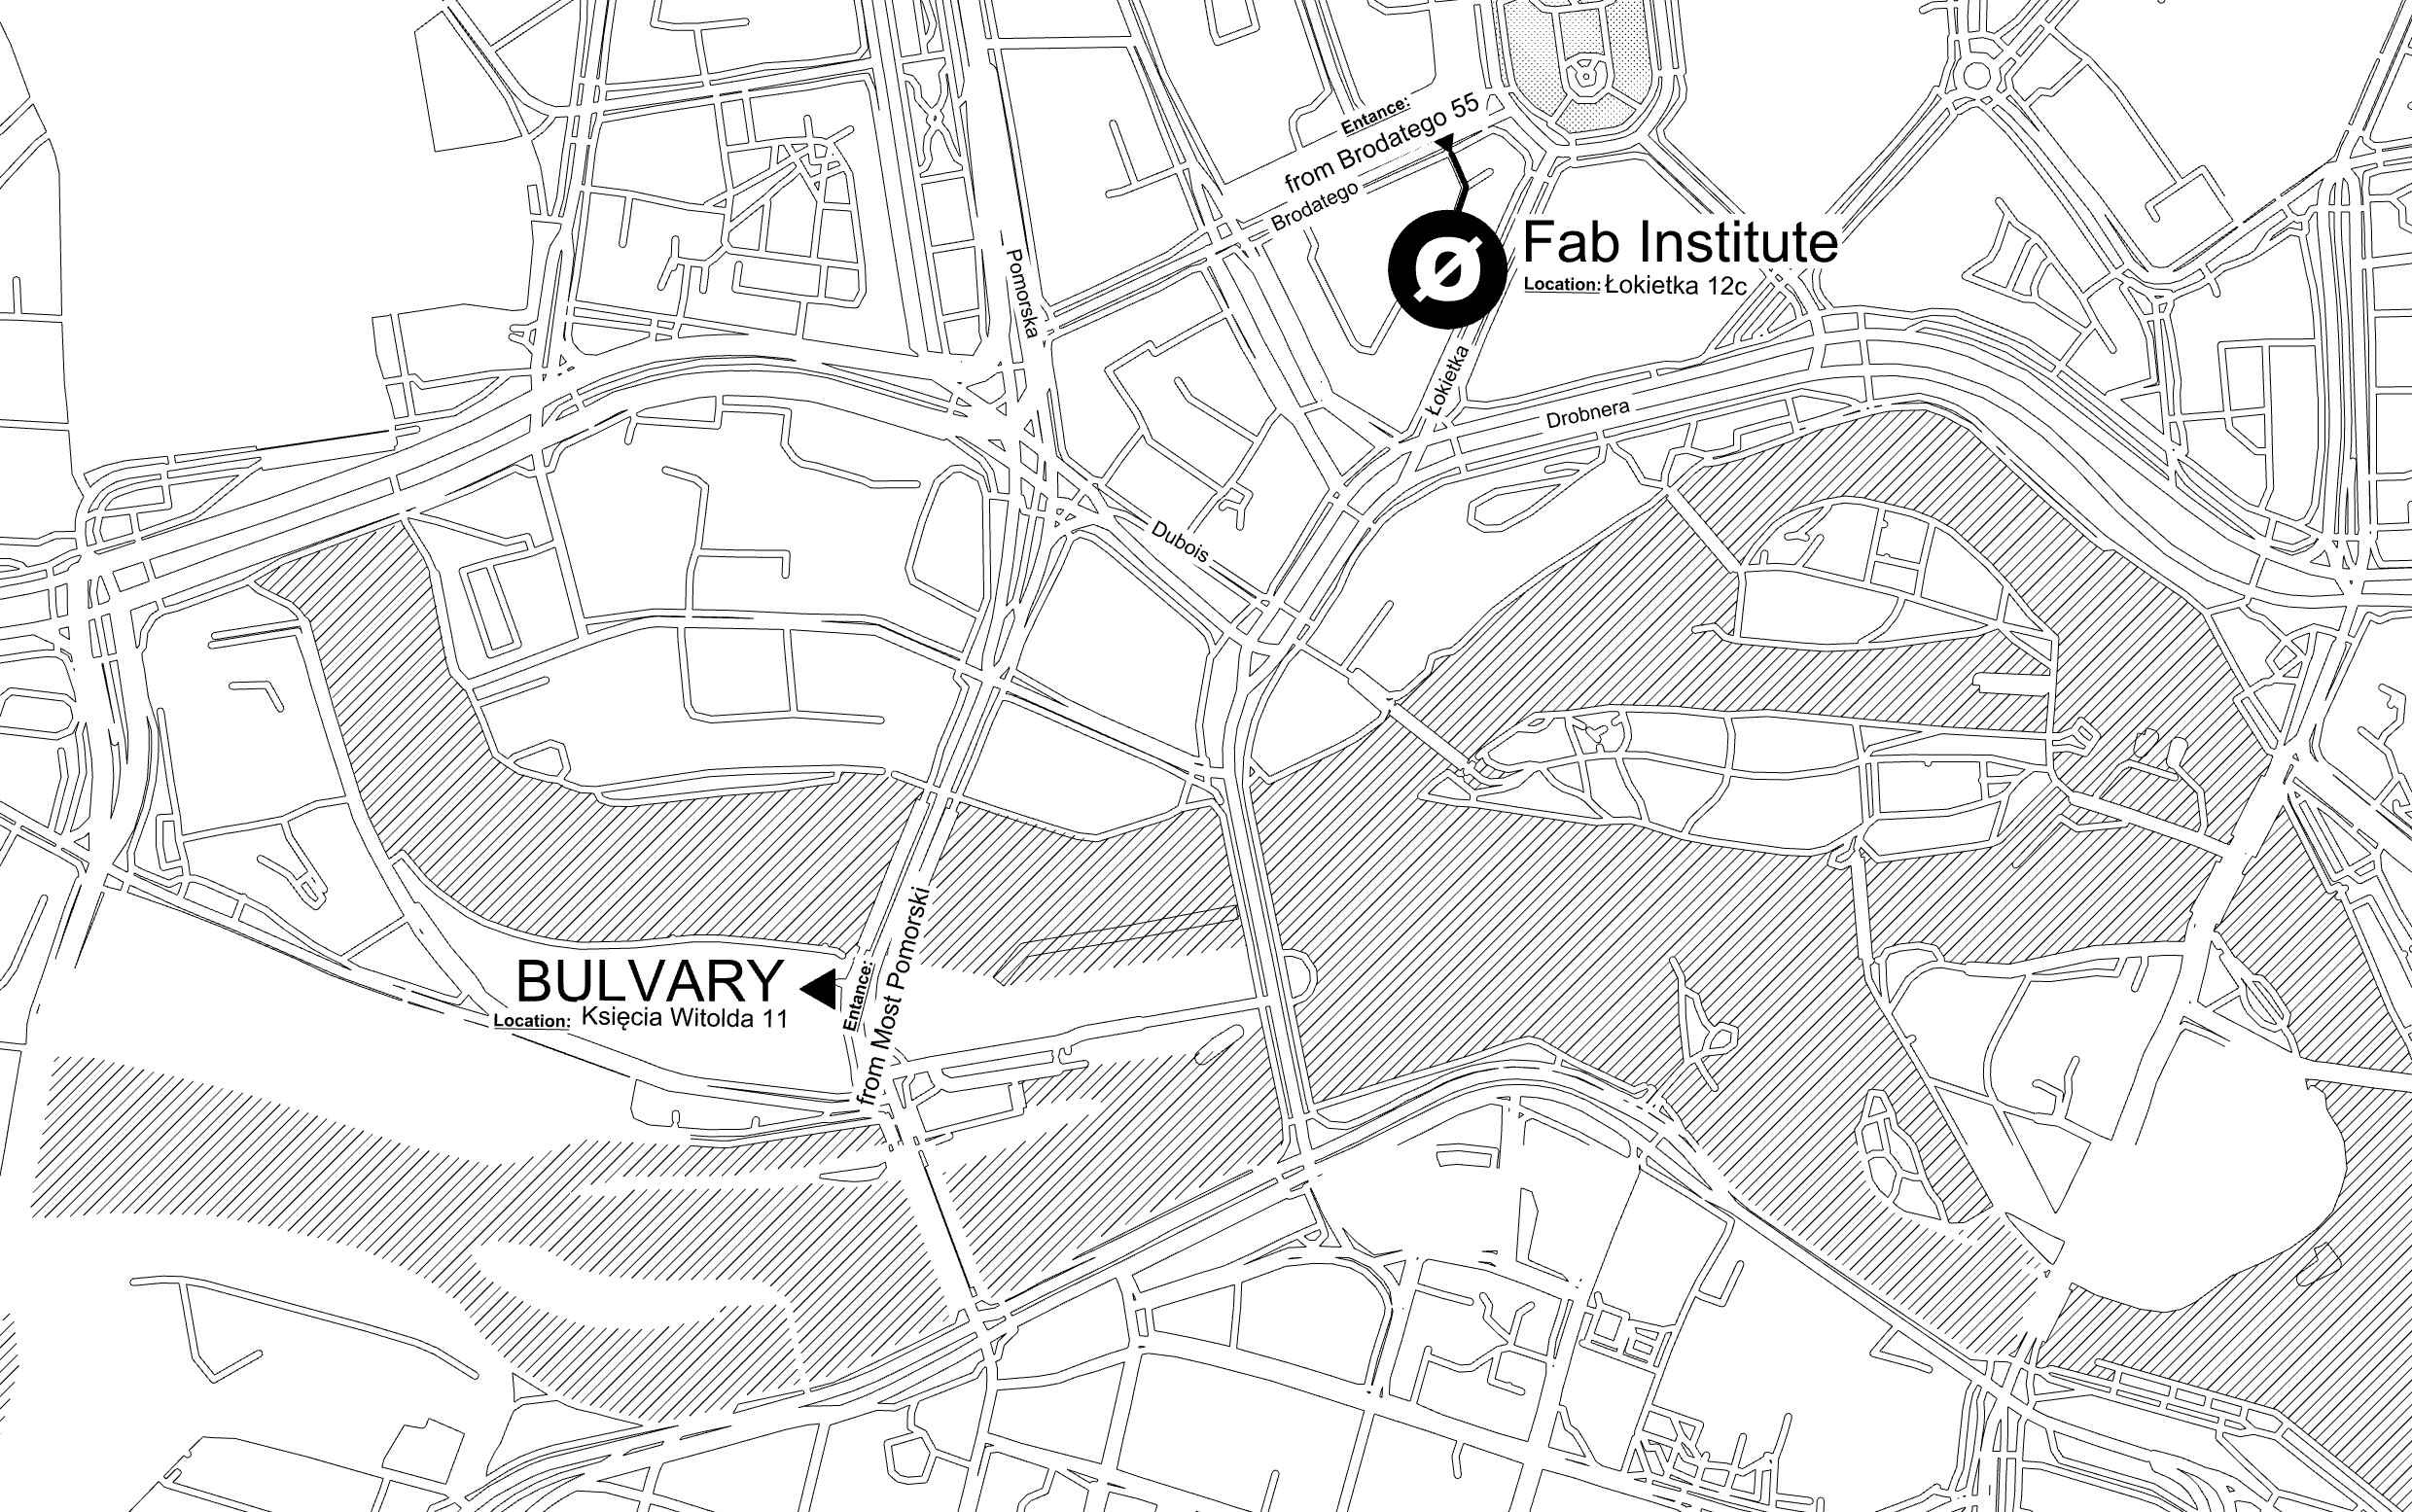 Entance:
from Brodatego 55
Brodatego
Fab Institute
Location: Łokietka 12c
Pomorska
Łokietka
Drobnera
Dubois
BULVARY
Location: Księcia Witolda 11
Entance:
from Most Pomorski